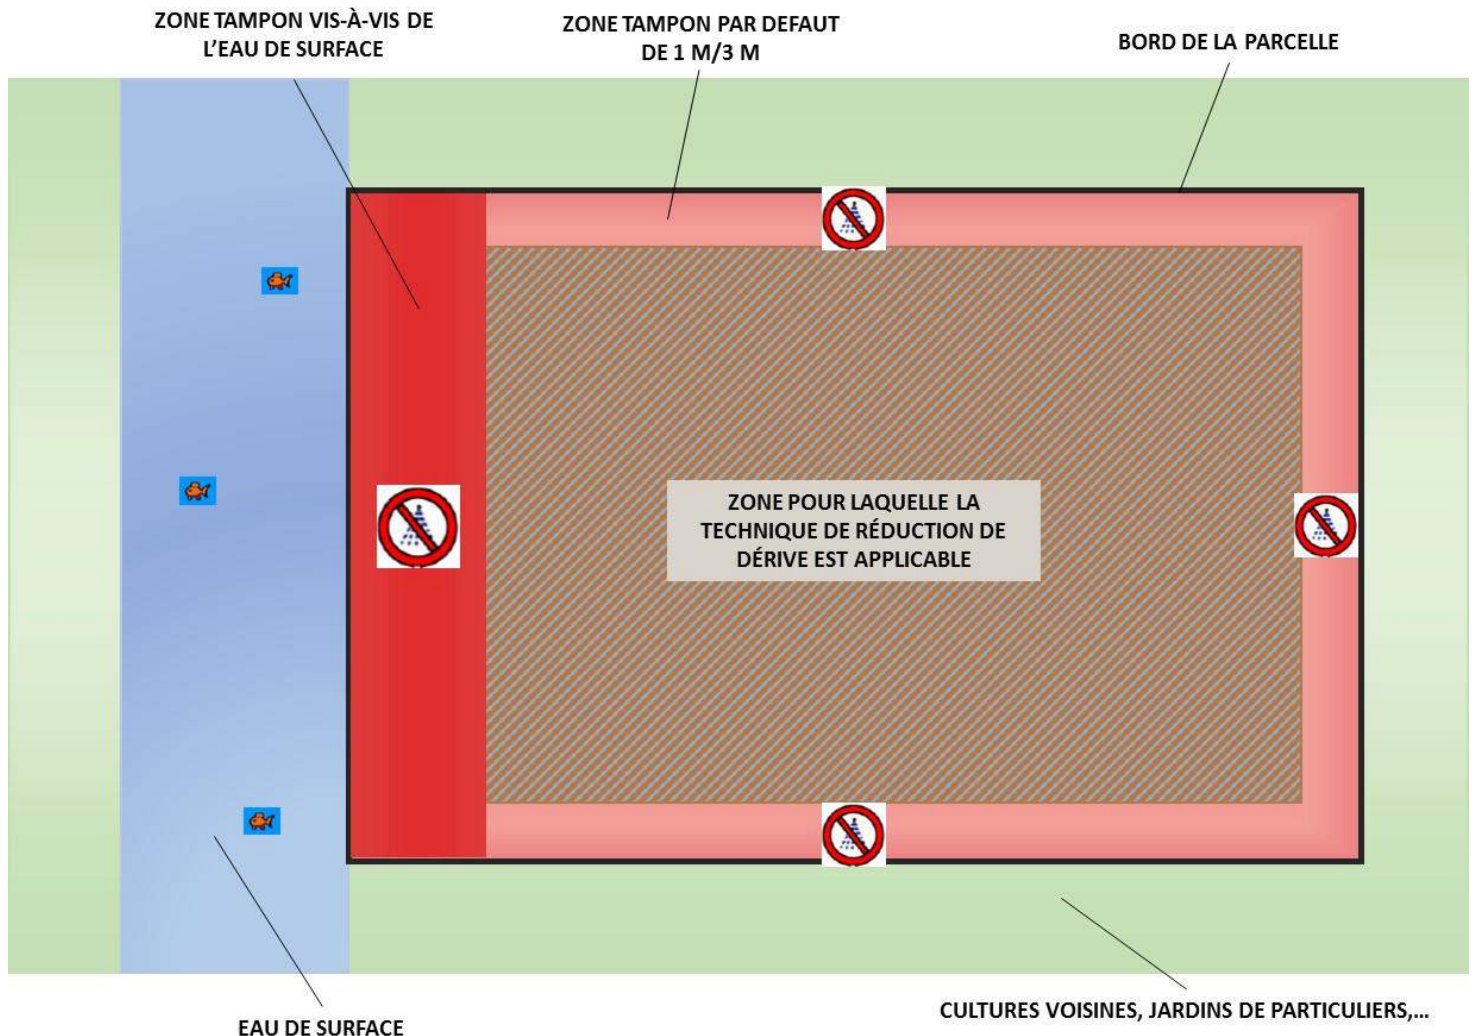 ZONE TAMPON VIS-À-VIS DE
L'EAU DE SURFACE
ZONE TAMPON PAR DEFAUT
DE 1 M/3 M
BORD DE LA PARCELLE
ZONE POUR LAQUELLE LA
TECHNIQUE DE RÉDUCTION DE
DÉRIVE EST APPLICABLE
CULTURES VOISINES, JARDINS DE PARTICULIERS,...
EAU DE SURFACE